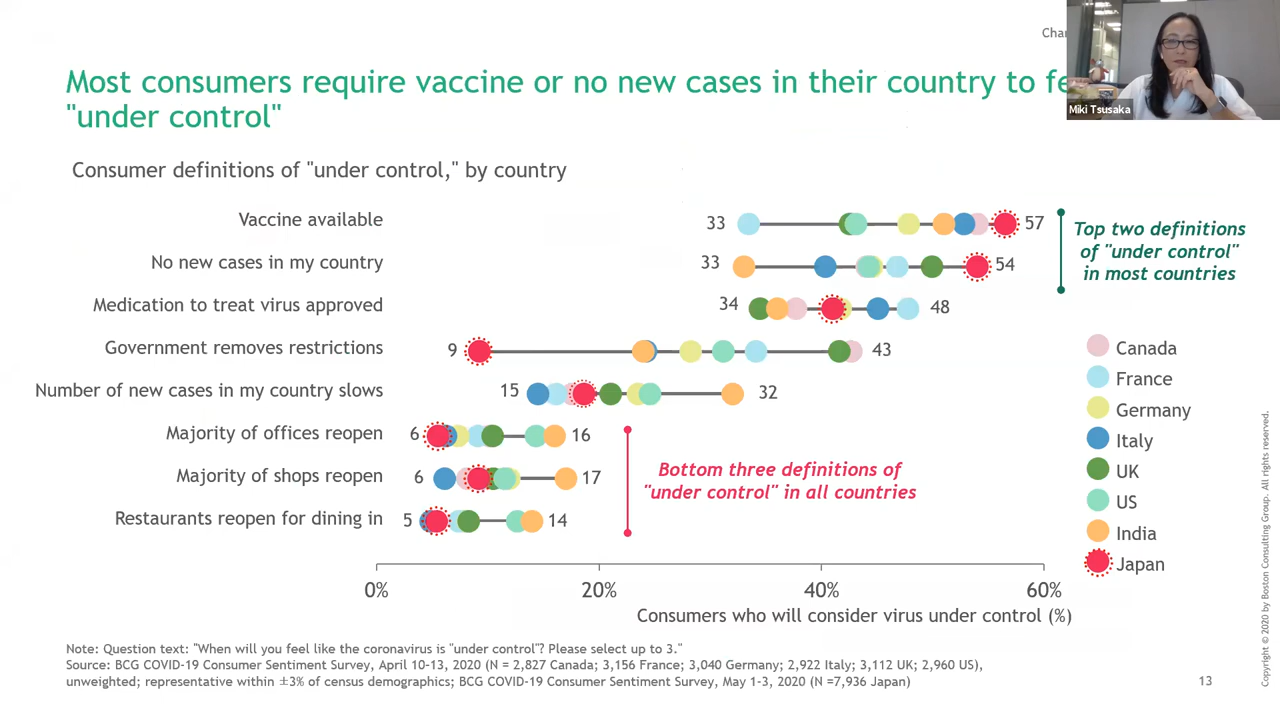 Char
Miki Tsusaka
Most consumers require vaccine or no new cases in their country to fe
"under control"
Consumer definitions of "under control," by country
Vaccine available
33
57
No new cases in my country
33
54
Medication to treat virus approved
34
48
Government removes restrictions
9
43
Number of new cases in my country slows
15
32
Majority of offices reopen
6
16
Majority of shops reopen
6
17
Restaurants reopen for dining in
5
14
Top two definitions
of "under control"
in most countries
Bottom three definitions of
"under control" in all countries
Canada
France
Germany
Italy
UK
US
India
Japan
0%
20%
40%
60%
Consumers who will consider virus under control (%)
Note: Question text: "When will you feel like the coronavirus is "under control"? Please select up to 3."
Source: BCG COVID-19 Consumer Sentiment Survey, April 10-13, 2020 (N = 2,827 Canada; 3,156 France; 3,040 Germany; 2,922 Italy; 3,112 UK; 2,960 US),
unweighted; representative within ±3% of census demographics; BCG COVID-19 Consumer Sentiment Survey, May 1-3, 2020 (N =7,936 Japan)
13
Copyright © 2020 by Boston Consulting Group. All rights reserved.